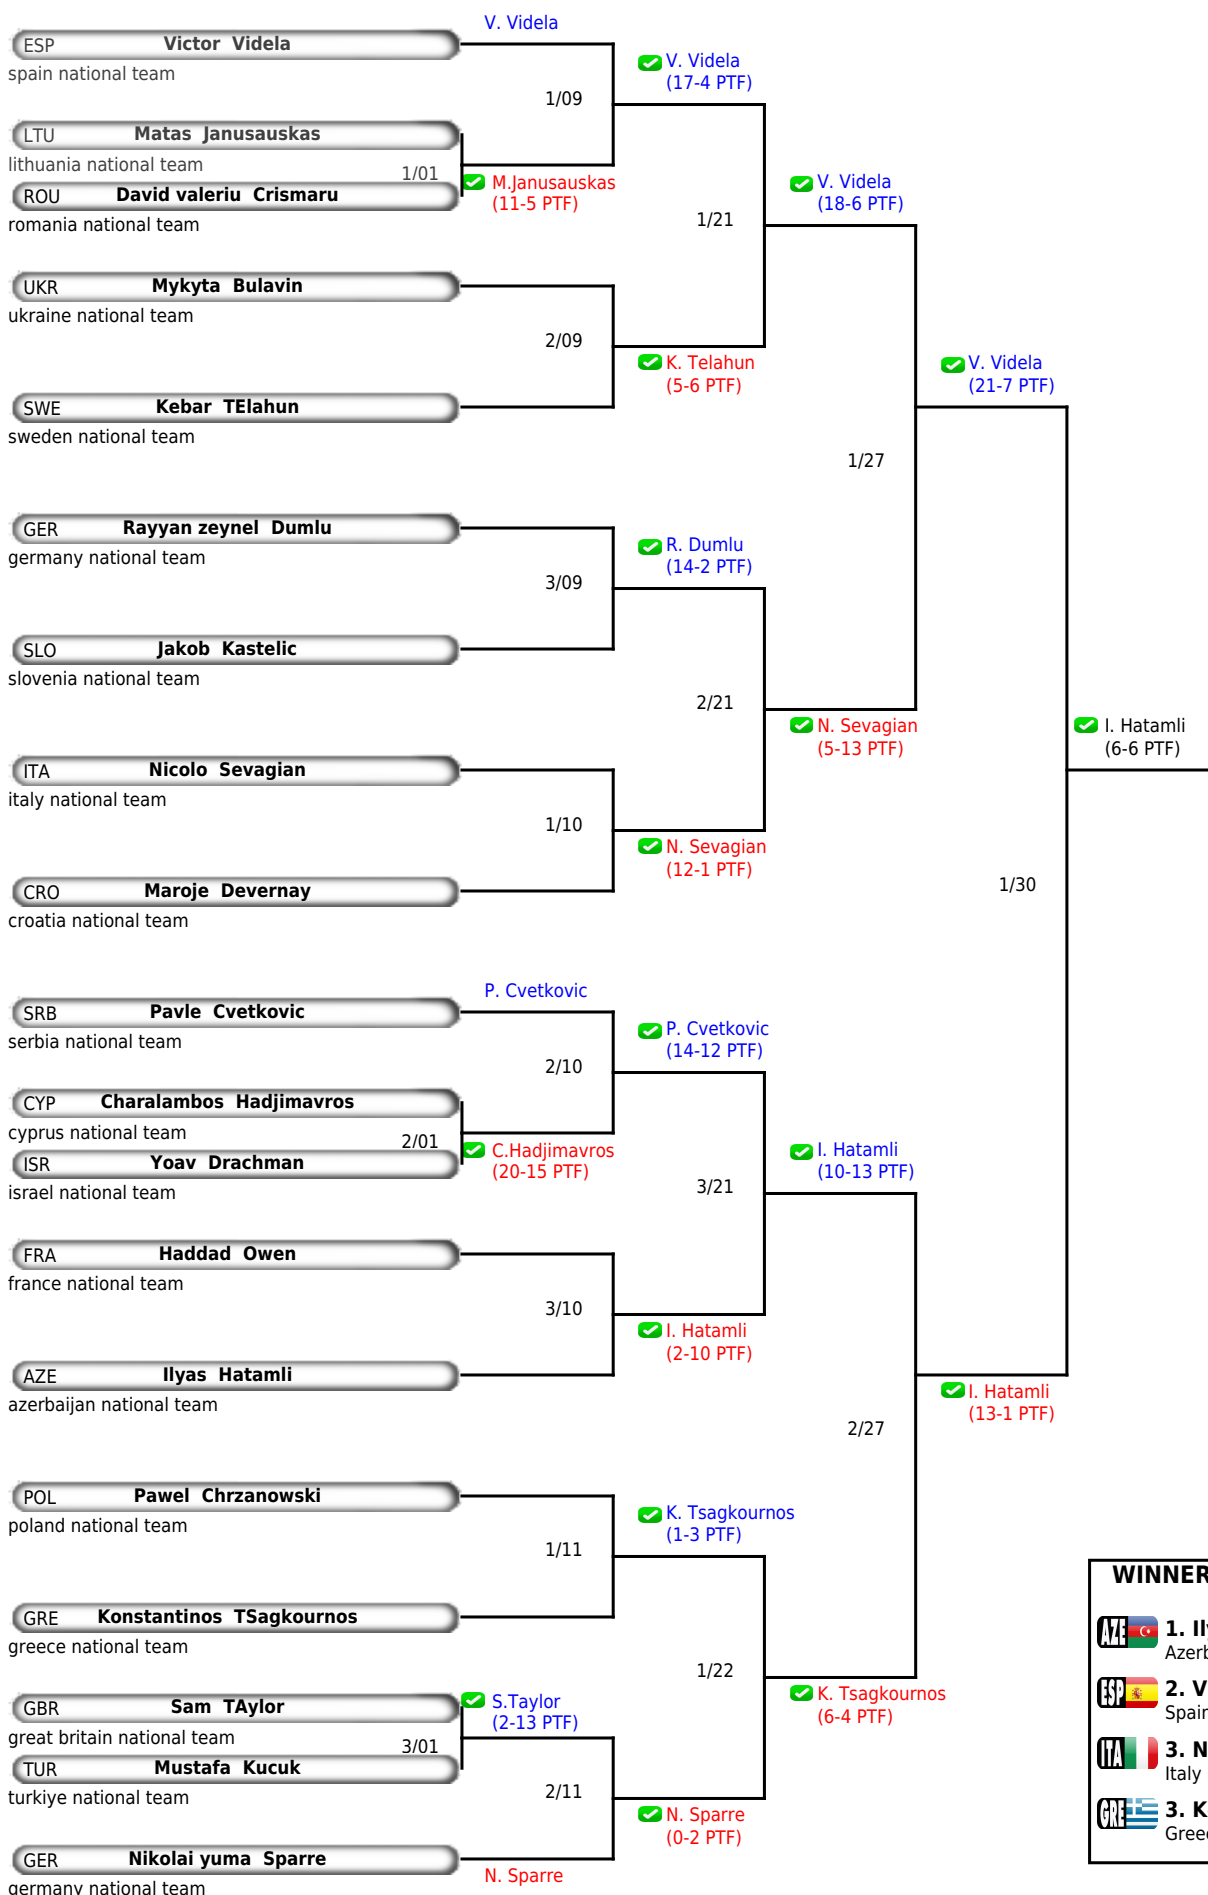 V. Videla
ESP Victor Videla
spain national team
V. Videla
(17-4 PTF)
1/09
LTU Matas Janusauskas
lithuania national team
1/01
M.Janusauskas
(11-5 PTF)
ROU David valeriu Crismaru
romania national team
V. Videla
(18-6 PTF)
1/21
UKR Mykyta Bulavin
ukraine national team
2/09
K. Telahun
(5-6 PTF)
V. Videla
(21-7 PTF)
SWE Kebar TElahun
sweden national team
1/27
GER Rayyan zeynel Dumlu
germany national team
R. Dumlu
(14-2 PTF)
3/09
SLO Jakob Kastelic
slovenia national team
2/21
N. Sevagian
(5-13 PTF)
I. Hatamli
(6-6 PTF)
ITA Nicolo Sevagian
italy national team
1/10
N. Sevagian
(12-1 PTF)
CRO Maroje Devernay
croatia national team
1/30
P. Cvetkovic
SRB Pavle Cvetkovic
serbia national team
P. Cvetkovic
(14-12 PTF)
2/10
CYP Charalambos Hadjimavros
cyprus national team
2/01
C.Hadjimavros
(20-15 PTF)
ISR Yoav Drachman
israel national team
I. Hatamli
(10-13 PTF)
3/21
FRA Haddad Owen
france national team
3/10
I. Hatamli
(2-10 PTF)
AZE Ilyas Hatamli
azerbaijan national team
I. Hatamli
(13-1 PTF)
2/27
POL Pawel Chrzanowski
poland national team
K. Tsagkournos
(1-3 PTF)
1/11
GRE Konstantinos TSagkournos
greece national team
1/22
K. Tsagkournos
(6-4 PTF)
GBR Sam TAylor
great britain national team
S.Taylor
(2-13 PTF)
3/01
TUR Mustafa Kucuk
turkiye national team
2/11
N. Sparre
(0-2 PTF)
GER Nikolai yuma Sparre
germany national team
N. Sparre
WINNER
AZE 1. Il
Azerb
ESP 2. V
Spain
ITA 3. N
Italy
GRE 3. K
Gree